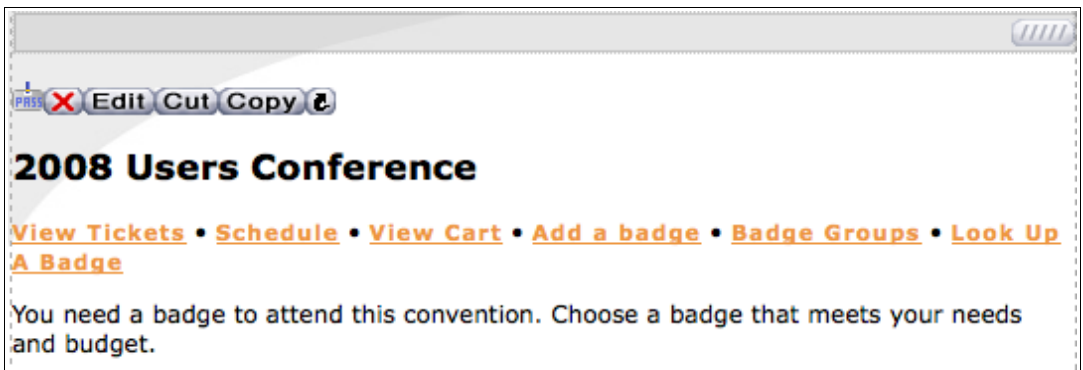 PASS Edit Cut Copy
2008 Users Conference
View Tickets • Schedule • View Cart • Add a badge • Badge Groups • Look Up
A Badge
You need a badge to attend this convention. Choose a badge that meets your needs
and budget.